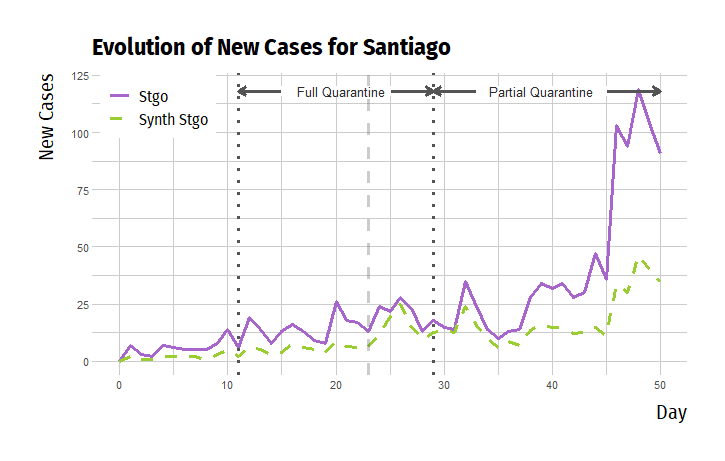 Evolution of New Cases for Santiago
New Cases
125
100
75
50
25
0
Stgo
Synth Stgo
Full Quarantine
Partial Quarantine
0 10 20 30 40 50
Day